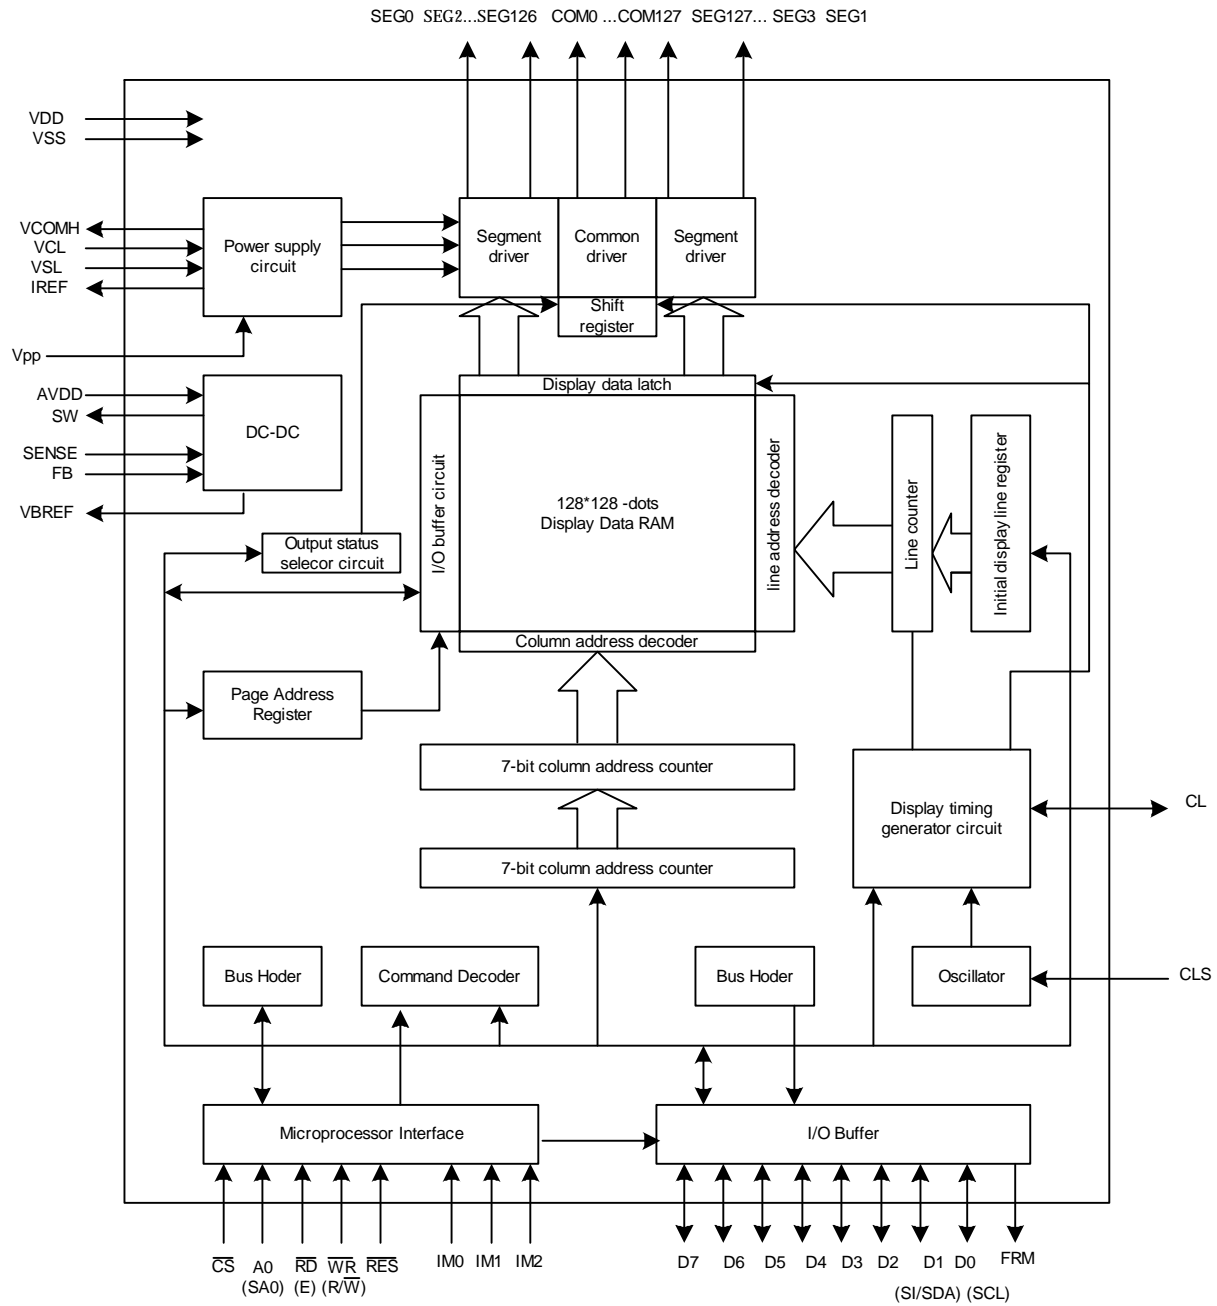 SEG0 SEG2...SEG126 COM0 ...COM127 SEG127... SEG3 SEG1
VDD
VSS
VCOMH
VCL
VSL
IREF
Power supply
circuit
Segment
driver
Common
driver
Segment
driver
Shift
register
Vpp
AVDD
SW
SENSE
FB
VBREF
DC-DC
Display data latch
I/O buffer circuit
128*128 -dots
Display Data RAM
line address decoder
Line counter
Initial display line register
Output status
selecor circuit
Column address decoder
Page Address
Register
7-bit column address counter
7-bit column address counter
Display timing
generator circuit
CL
Bus Hoder
Command Decoder
Bus Hoder
Oscillator
CLS
Microprocessor Interface
I/O Buffer
CS A0 RD WR RES IM0 IM1 IM2 D7 D6 D5 D4 D3 D2 D1 D0 FRM
(SA0) (E) (R/W) (SI/SDA) (SCL)